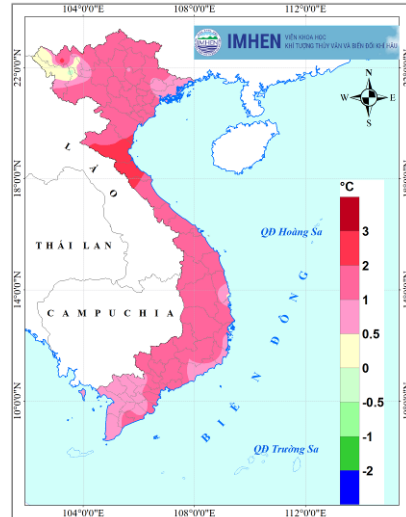 104°0'0"E 108°0'0"E 112°0'0"E
IMHEN
IMHEN
VIỆN KHOA HỌC
KHÍ TƯỢNG THỦY VĂN VÀ BIẾN ĐỔI KHÍ HẬU
22°0'0"N
N
W E
S
LÀO
18°0'0"N
°C
3
2
1
0.5
0
-0.5
-1
-2
QĐ Hoàng Sa
THÁI LAN
14°0'0"N
CAMPUCHIA
BIỂN ĐÔNG
10°0'0"N
QĐ Trường Sa
104°0'0"E 108°0'0"E 112°0'0"E